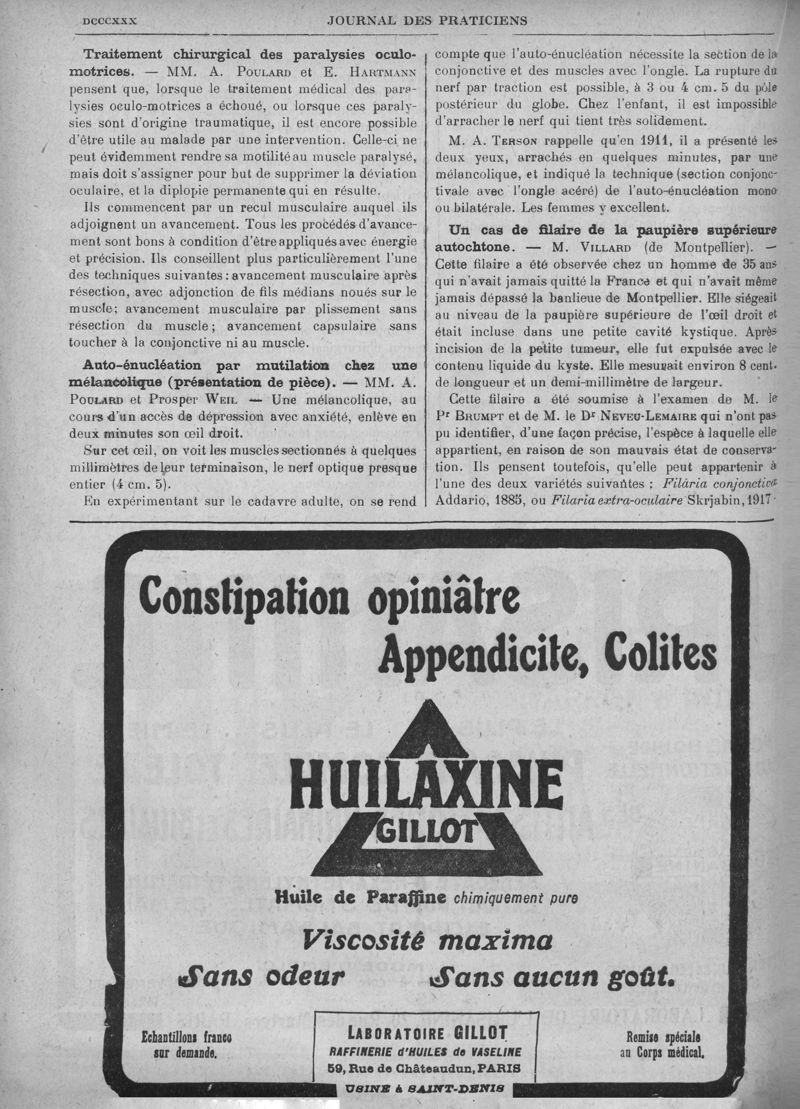 DCCCXXX
JOURNAL DES PRATICIENS
Traitement chirurgical des paralysies oculo-
motrices. — MM. A. POULARD et E. HARTMANN
pensent que, lorsque le traitement médical des para-
lysies oculo-motrices a échoué, ou lorsque ces paraly-
sies sont d'origine traumatique, il est encore possible
d'être utile au malade par une intervention. Celle-ci ne
peut évidemment rendre sa motilité au muscle paralysé,
mais doit s'assigner pour but de supprimer la déviation
oculaire, et la diplopie permanente qui en résulte.
Ils commencent par un recul musculaire auquel ils
adjoignent un avancement. Tous les procédés d'avance-
ment sont bons à condition d'être appliqués avec énergie
et précision. Ils conseillent plus particulièrement l'une
des techniques suivantes : avancement musculaire après
résection, avec adjonction de fils médians noués sur le
muscle; avancement musculaire par plissement sans
résection du muscle; avancement capsulaire sans
toucher à la conjonctive ni au muscle.
Auto-énucléation par mutilation chez une
mélancolique (présentation de pièce). — MM. A.
POULARD et Prosper WEIL. — Une mélancolique, au
cours d'un accès de dépression avec anxiété, enlève en
deux minutes son œil droit.
Sur cet œil, on voit les muscles sectionnés à quelques
millimètres de leur terminaison, le nerf optique presque
entier (4 cm. 5).
En expérimentant sur le cadavre adulte, on se rend
compte que l'auto-énucléation nécessite la section de la
conjonctive et des muscles avec l'ongle. La rupture du
nerf par traction est possible, à 3 ou 4 cm. 5 du pôle
postérieur du globe. Chez l'enfant, il est impossible
d'arracher le nerf qui tient très solidement.
M. A. TERSON rappelle qu'en 1911, il a présenté les
deux yeux, arrachés en quelques minutes, par une
mélancolique, et indiqué la technique (section conjonc-
tivale avec l'ongle acéré) de l'auto-énucléation mono
ou bilatérale. Les femmes y excellent.
Un cas de filaire de la paupière supérieure
autochtone. — M. VILLARD (de Montpellier). —
Cette filaire a été observée chez un homme de 35 ans
qui n'avait jamais quitté la France et qui n'avait même
jamais dépassé la banlieue de Montpellier. Elle siégeait
au niveau de la paupière supérieure de l'œil droit et
était incluse dans une petite cavité kystique. Après
incision de la petite tumeur, elle fut expulsée avec le
contenu liquide du kyste. Elle mesurait environ 8 cent.
de longueur et un demi-millimètre de largeur.
Cette filaire a été soumise à l'examen de M. le
Pr BRUMPT et de M. le Dr NEVEU-LEMAIRE qui n'ont pas
pu identifier, d'une façon précise, l'espèce à laquelle elle
appartient, en raison de son mauvais état de conserva-
tion. Ils pensent toutefois, qu'elle peut appartenir à
l'une des deux variétés suivantes : Filaria conjonctiva
Addario, 1885, ou Filaria extra-oculaire Skrjabin, 1917
Constipation opiniâtre
Appendicite, Colites
HUILAXINE
GILLOT
Huile de Paraffine chimiquement pure
Viscosité maxima
Sans odeur Sans aucun goût.
Echantillons franco
sur demande.
LABORATOIRE GILLOT
RAFFINERIE d'HUILES de VASELINE
59, Rue de Châteaudun, PARIS
USINE à SAINT-DENIS
Remise spéciale
au Corps médical.